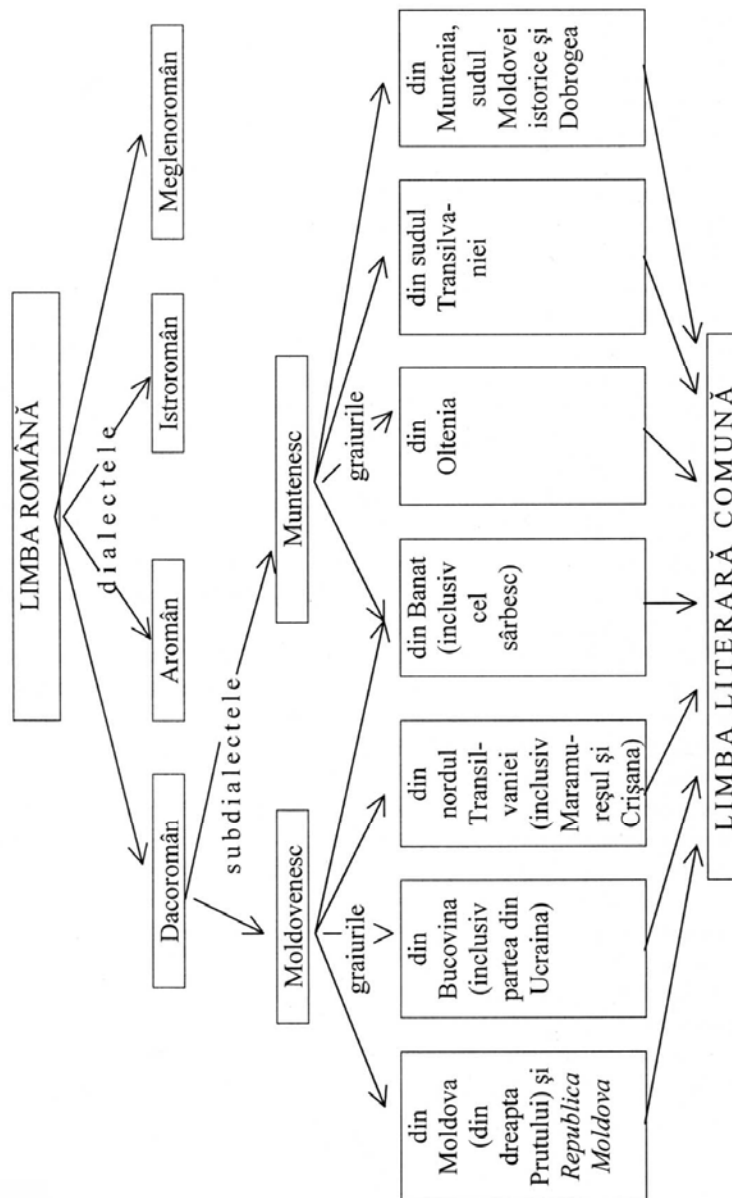 LIMBA ROMÂNĂ
dialectele
Dacoromân
Aromân
Istroromân
Meglenoromân
subdialectele
Moldovenesc
Muntenesc
graiurile
graiurile
din
Moldova
(din
dreapta
Prutului) şi
Republica
Moldova
din
Bucovina
(inclusiv
partea din
Ucraina)
din
nordul
Transil-
vaniei
(inclusiv
Maramu-
reşul şi
Crişana)
din Banat
(inclusiv
cel
sârbesc)
din
Oltenia
din sudul
Transilva-
niei
din
Muntenia,
sudul
Moldovei
istorice şi
Dobrogea
LIMBA LITERARĂ COMUNĂ